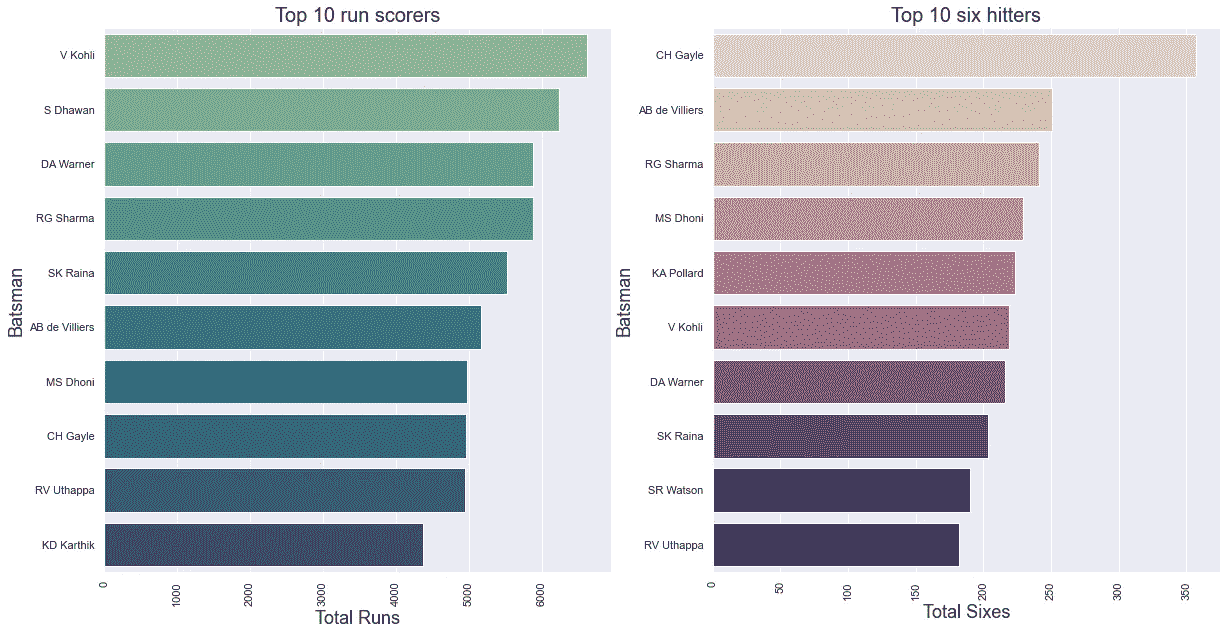 Top 10 run scorers
Batsman
V Kohli
S Dhawan
DA Warner
RG Sharma
SK Raina
AB de Villiers
MS Dhoni
CH Gayle
RV Uthappa
KD Karthik
0 1000 2000 3000 4000 5000 6000
Total Runs
Top 10 six hitters
Batsman
CH Gayle
AB de Villiers
RG Sharma
MS Dhoni
KA Pollard
V Kohli
DA Warner
SK Raina
SR Watson
RV Uthappa
0 50 100 150 200 250 300 350
Total Sixes